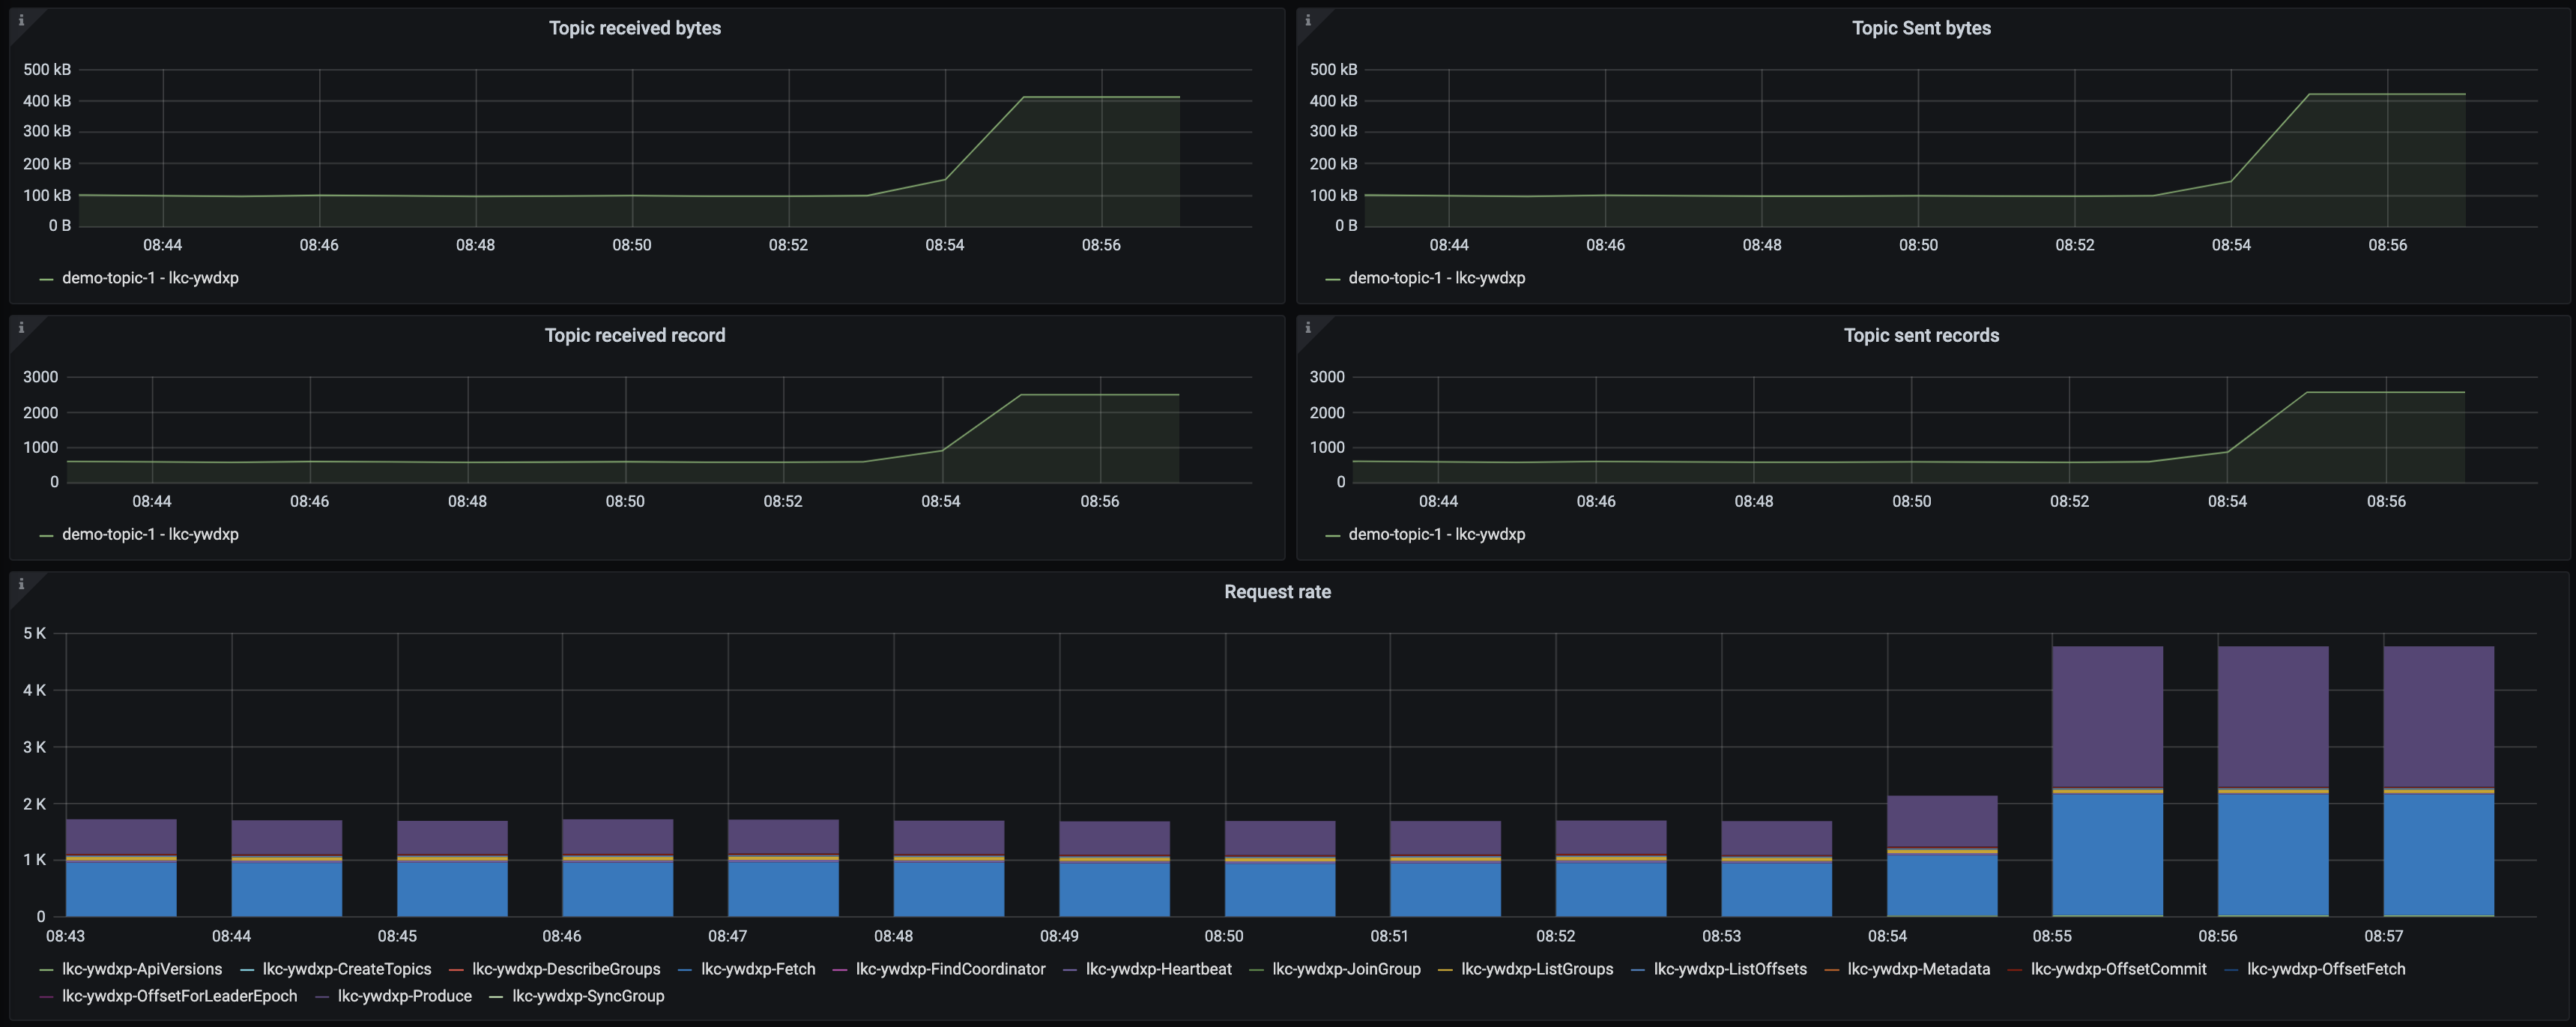 Topic received bytes
500 kB
400 kB
300 kB
200 kB
100 kB
0 B
08:44 08:46 08:48 08:50 08:52 08:54 08:56
demo-topic-1 - lkc-ywdxp
Topic Sent bytes
500 kB
400 kB
300 kB
200 kB
100 kB
0 B
08:44 08:46 08:48 08:50 08:52 08:54 08:56
demo-topic-1 - lkc-ywdxp
Topic received record
3000
2000
1000
0
08:44 08:46 08:48 08:50 08:52 08:54 08:56
demo-topic-1 - lkc-ywdxp
Topic sent records
3000
2000
1000
0
08:44 08:46 08:48 08:50 08:52 08:54 08:56
demo-topic-1 - lkc-ywdxp
Request rate
5 K
4 K
3 K
2 K
1 K
0
08:43 08:44 08:45 08:46 08:47 08:48 08:49 08:50 08:51 08:52 08:53 08:54 08:55 08:56 08:57
lkc-ywdxp-ApiVersions lkc-ywdxp-CreateTopics lkc-ywdxp-DescribeGroups lkc-ywdxp-Fetch lkc-ywdxp-FindCoordinator lkc-ywdxp-Heartbeat lkc-ywdxp-JoinGroup lkc-ywdxp-ListGroups lkc-ywdxp-ListOffsets lkc-ywdxp-Metadata lkc-ywdxp-OffsetCommit lkc-ywdxp-OffsetFetch
lkc-ywdxp-OffsetForLeaderEpoch lkc-ywdxp-Produce lkc-ywdxp-SyncGroup